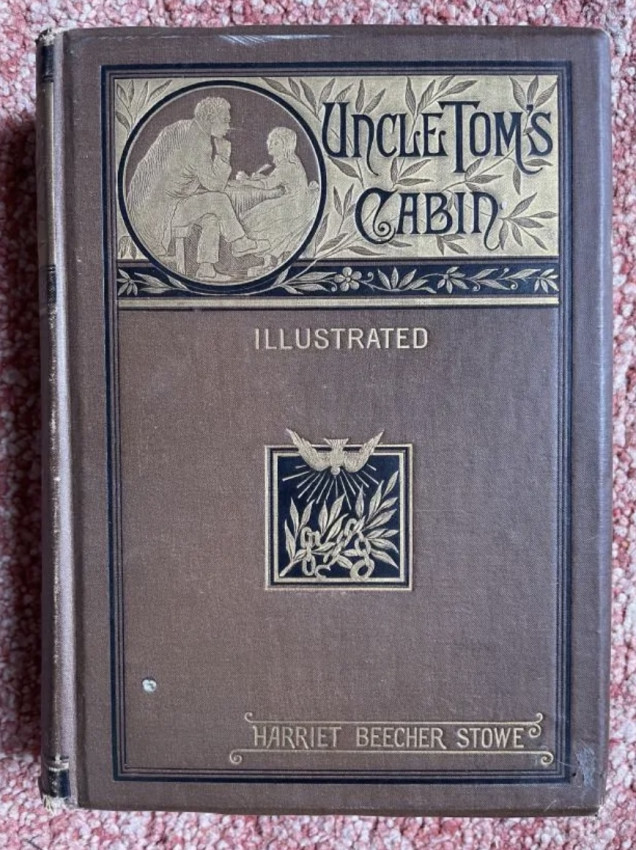 UNCLE TOM'S
CABIN
ILLUSTRATED
HARRIET BEECHER STOWE